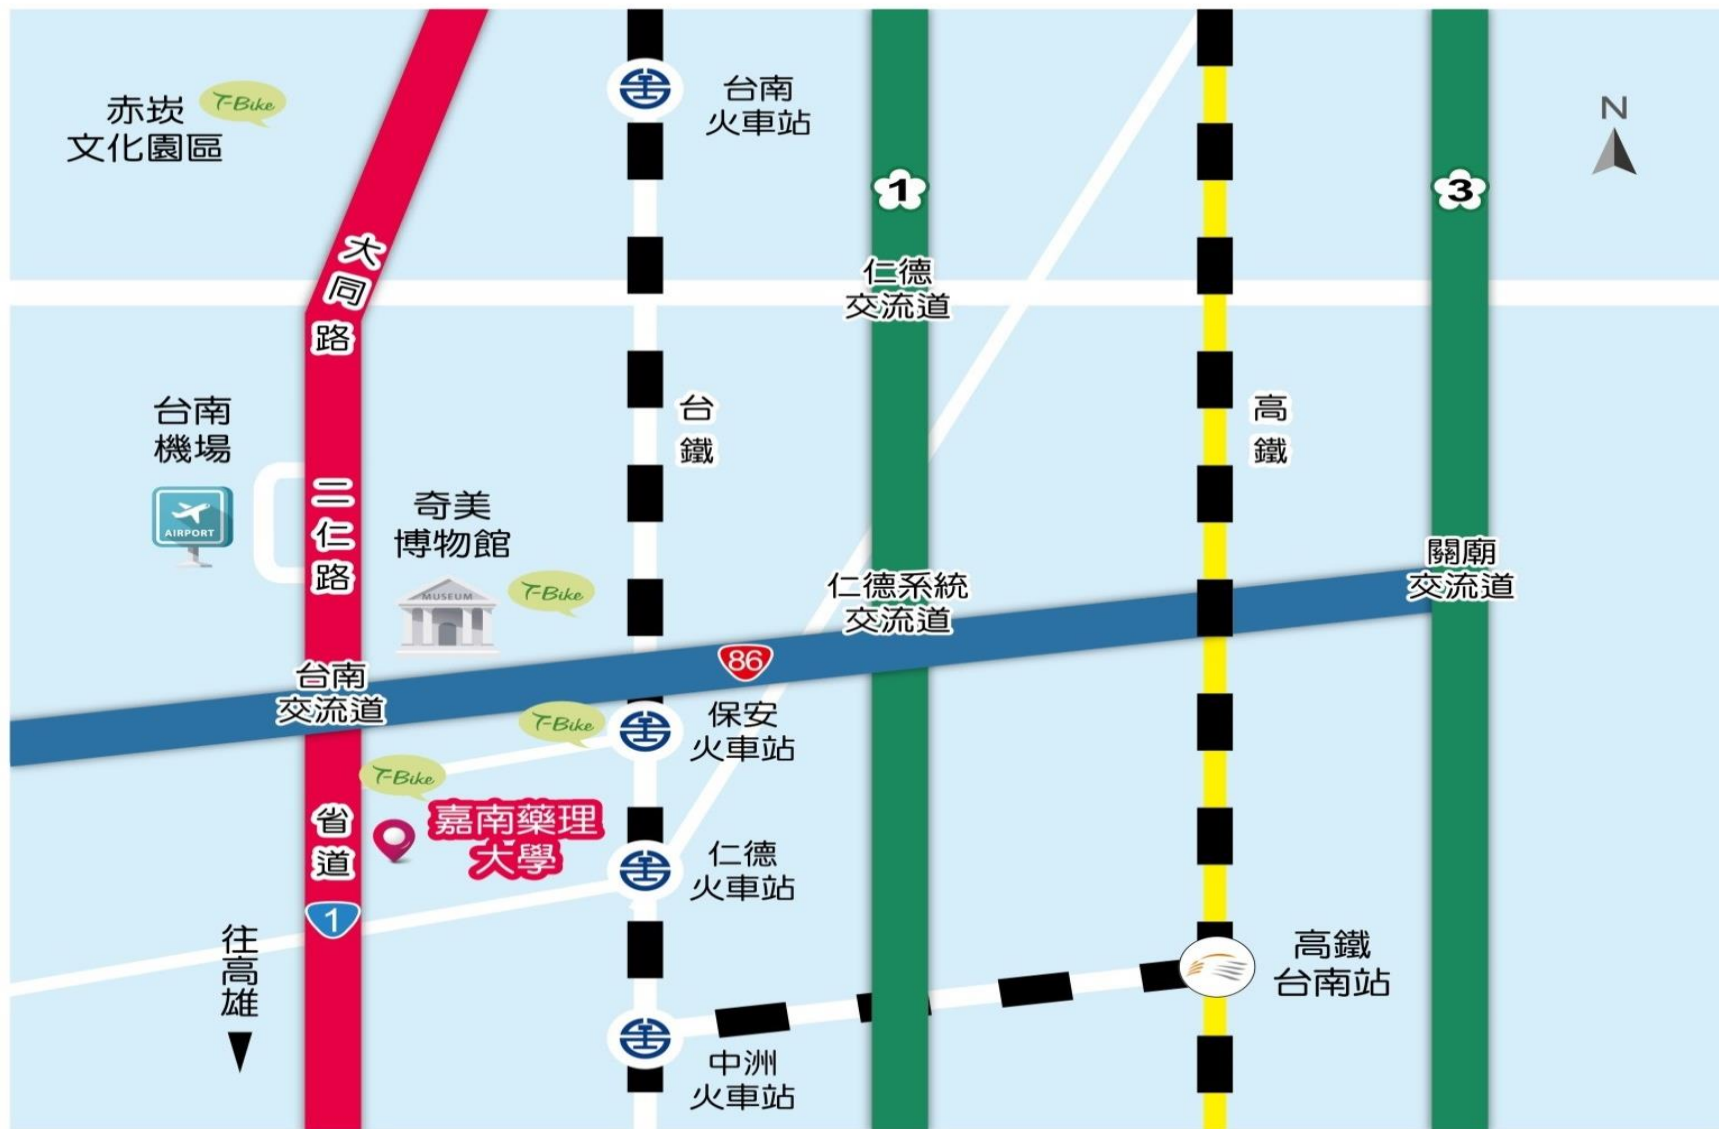 赤崁
文化園區
T-Bike
台南
火車站
N
1
3
大同路
仁德
交流道
台鐵
高鐵
台南
機場
AIRPORT
二仁路
奇美
博物館
MUSEUM
T-Bike
仁德系統
交流道
關廟
交流道
86
台南
交流道
T-Bike
保安
火車站
T-Bike
嘉南藥理
大學
省道
1
仁德
火車站
往高雄
高鐵
台南站
中洲
火車站